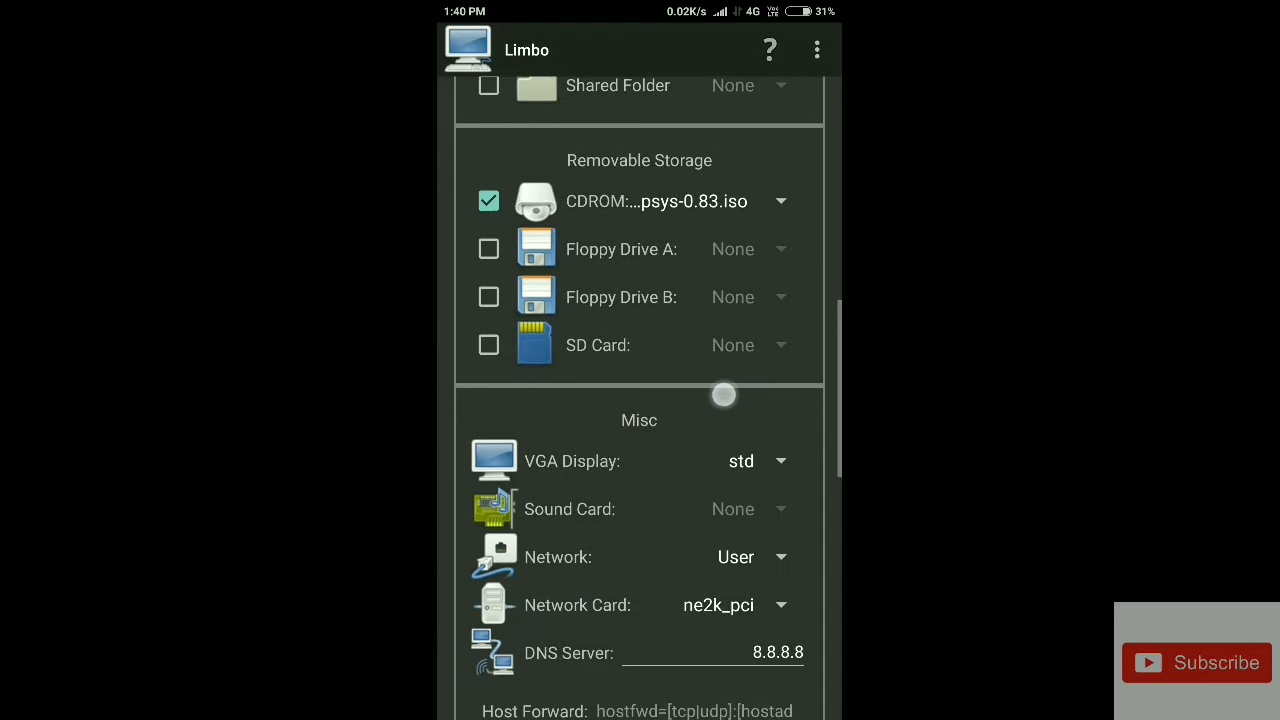 1:40 PM 0.02K/s 4G Vo LTE 31%
Limbo ?
Shared Folder None
Removable Storage
CDROM: ...psys-0.83.iso
Floppy Drive A: None
Floppy Drive B: None
SD Card: None
Misc
VGA Display: std
Sound Card: None
Network: User
Network Card: ne2k_pci
DNS Server: 8.8.8.8
Host Forward: hostfwd=[tcp|udp]:[hostad
Subscribe